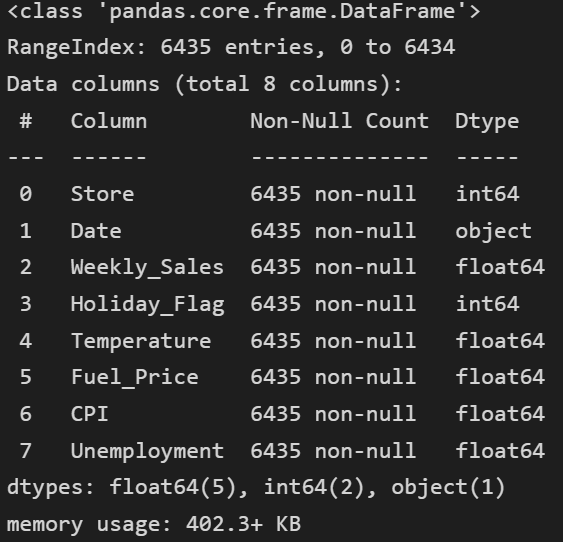 <class 'pandas.core.frame.DataFrame'>
RangeIndex: 6435 entries, 0 to 6434
Data columns (total 8 columns):
 #   Column        Non-Null Count  Dtype
---  ------        --------------  -----
 0   Store         6435 non-null   int64
 1   Date          6435 non-null   object
 2   Weekly_Sales  6435 non-null   float64
 3   Holiday_Flag  6435 non-null   int64
 4   Temperature   6435 non-null   float64
 5   Fuel_Price    6435 non-null   float64
 6   CPI           6435 non-null   float64
 7   Unemployment  6435 non-null   float64
dtypes: float64(5), int64(2), object(1)
memory usage: 402.3+ KB